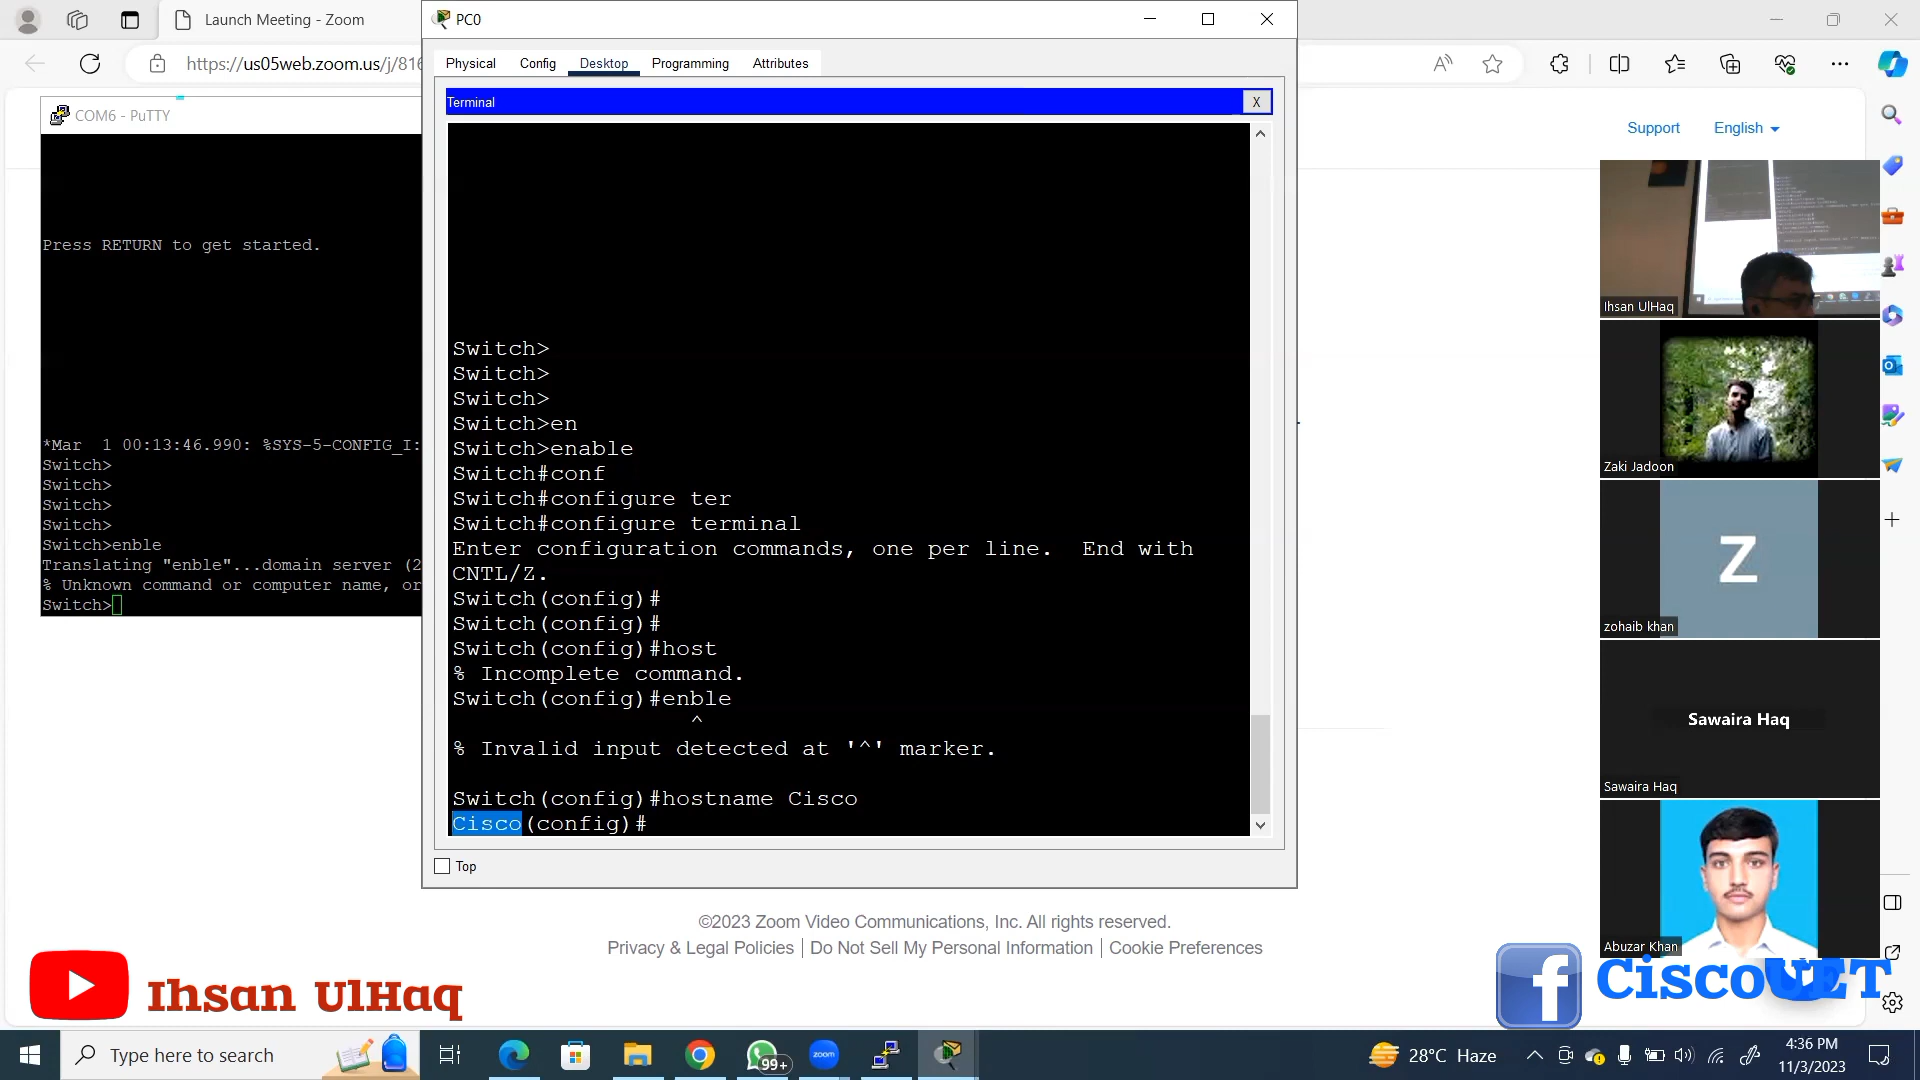 Launch Meeting - Zoom
https://us05web.zoom.us/j/816
COM6 - PuTTY
Press RETURN to get started.
*Mar  1 00:13:46.990: %SYS-5-CONFIG_I:
Switch>
Switch>
Switch>
Switch>
Switch>enble
Translating "enble"...domain server (2
% Unknown command or computer name, or
Switch>
PC0
Physical
Config
Desktop
Programming
Attributes
Terminal
X
Switch>
Switch>
Switch>
Switch>en
Switch>enable
Switch#conf
Switch#configure ter
Switch#configure terminal
Enter configuration commands, one per line.  End with
CNTL/Z.
Switch(config)#
Switch(config)#
Switch(config)#host
% Incomplete command.
Switch(config)#enble
^
% Invalid input detected at '^' marker.
Switch(config)#hostname Cisco
Cisco(config)#
Top
Support
English
Ihsan UlHaq
Zaki Jadoon
Z
zohaib khan
Sawaira Haq
Sawaira Haq
Abuzar Khan
©2023 Zoom Video Communications, Inc. All rights reserved.
Privacy & Legal Policies | Do Not Sell My Personal Information | Cookie Preferences
Ihsan UlHaq
f
CiscoUET
Type here to search
99+
zoom
28°C Haze
4:36 PM
11/3/2023